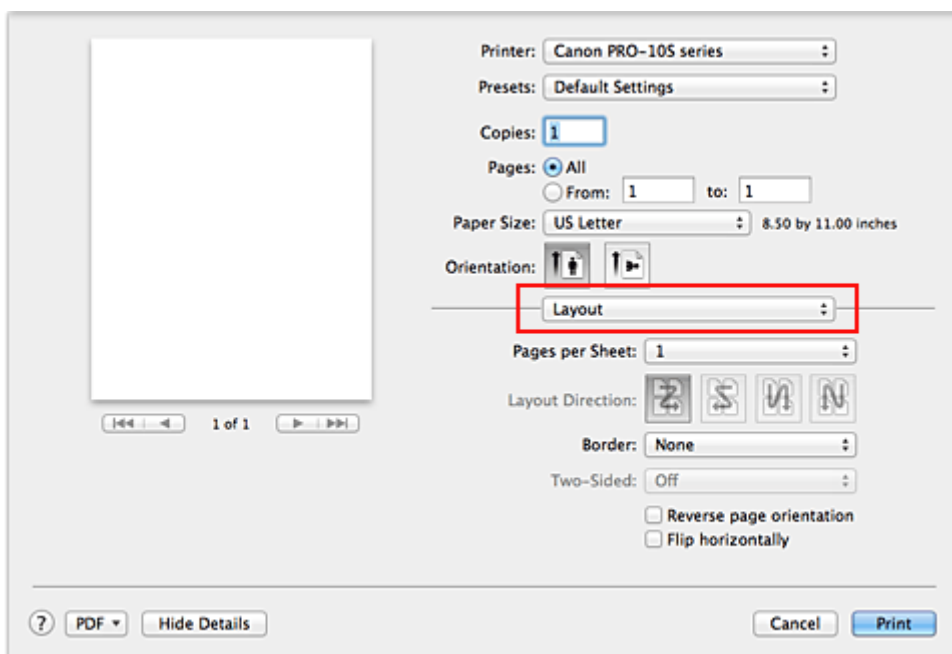 Printer: Canon PRO-10S series
Presets: Default Settings
Copies: 1
Pages: All
From: 1 to: 1
Paper Size: US Letter 8.50 by 11.00 inches
Orientation:
Layout
Pages per Sheet: 1
Layout Direction:
1 of 1
Border: None
Two-Sided: Off
Reverse page orientation
Flip horizontally
? PDF Hide Details Cancel Print